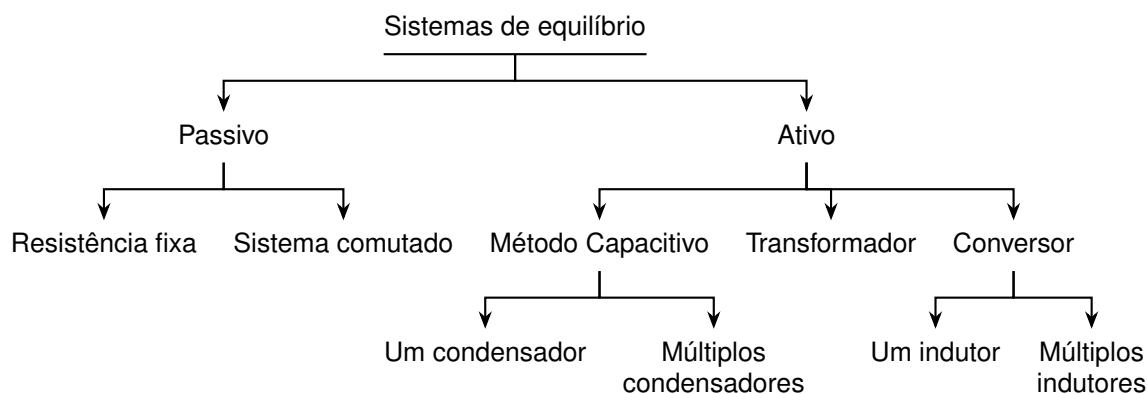 Sistemas de equilíbrio
Passivo
Ativo
Resistência fixa
Sistema comutado
Método Capacitivo
Transformador
Conversor
Um condensador
Múltiplos
condensadores
Um indutor
Múltiplos
indutores